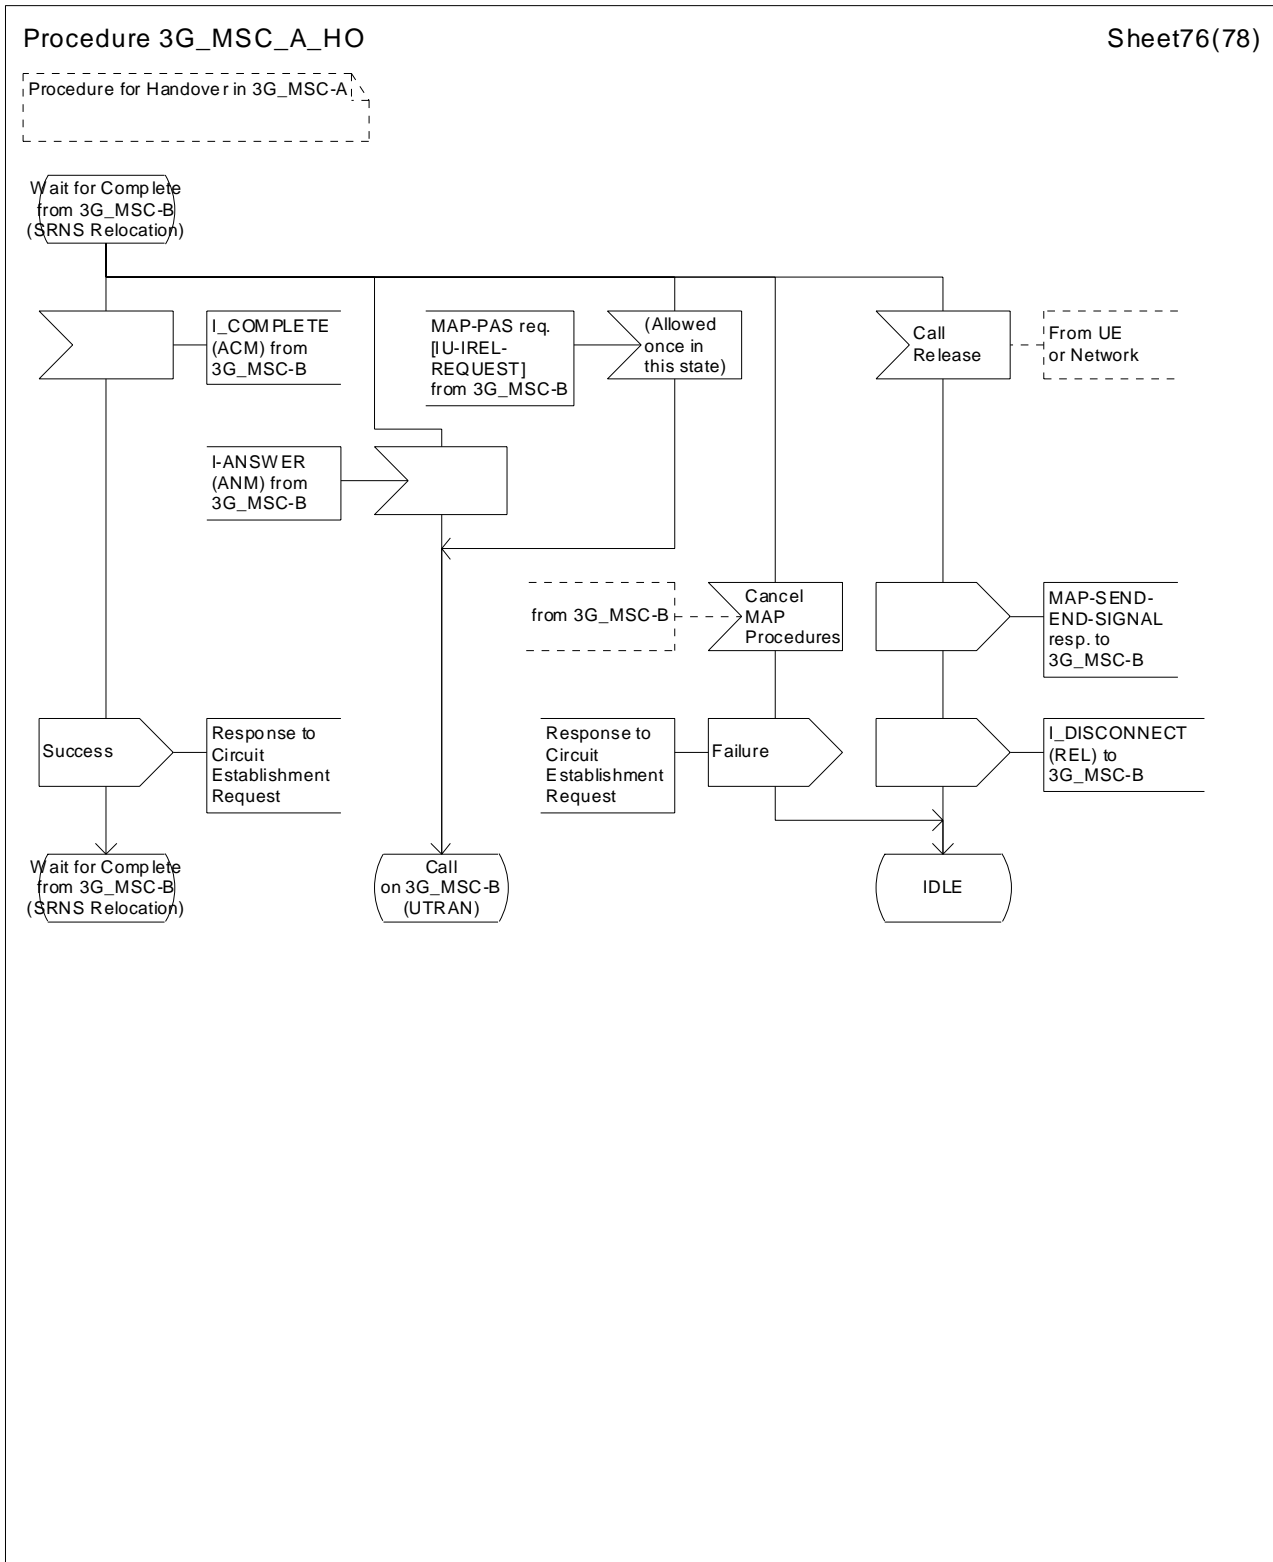 Procedure 3G_MSC_A_HO
Sheet76(78)
Procedure for Handover in 3G_MSC-A
Wait for Complete
from 3G_MSC-B
(SRNS Relocation)
I_COMPLETE
(ACM) from
3G_MSC-B
MAP-PAS req.
[IU-IREL-
REQUEST]
from 3G_MSC-B
(Allowed
once in
this state)
Call
Release
From UE
or Network
I-ANSWER
(ANM) from
3G_MSC-B
from 3G_MSC-B
Cancel
MAP
Procedures
MAP-SEND-
END-SIGNAL
resp. to
3G_MSC-B
Success
Response to
Circuit
Establishment
Request
Response to
Circuit
Establishment
Request
Failure
I_DISCONNECT
(REL) to
3G_MSC-B
Wait for Complete
from 3G_MSC-B
(SRNS Relocation)
Call
on 3G_MSC-B
(UTRAN)
IDLE